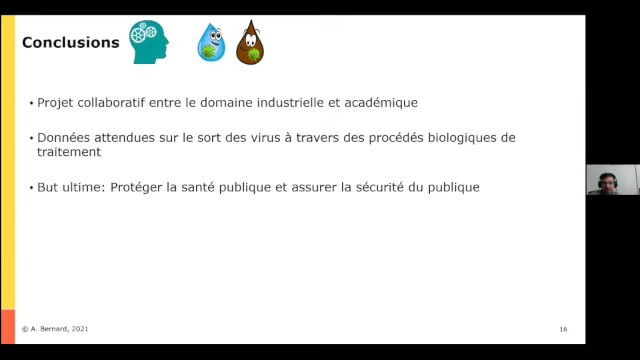 Conclusions
• Projet collaboratif entre le domaine industrielle et académique
• Données attendues sur le sort des virus à travers des procédés biologiques de
traitement
• But ultime: Protéger la santé publique et assurer la sécurité du publique
© A. Bernard, 2021
16